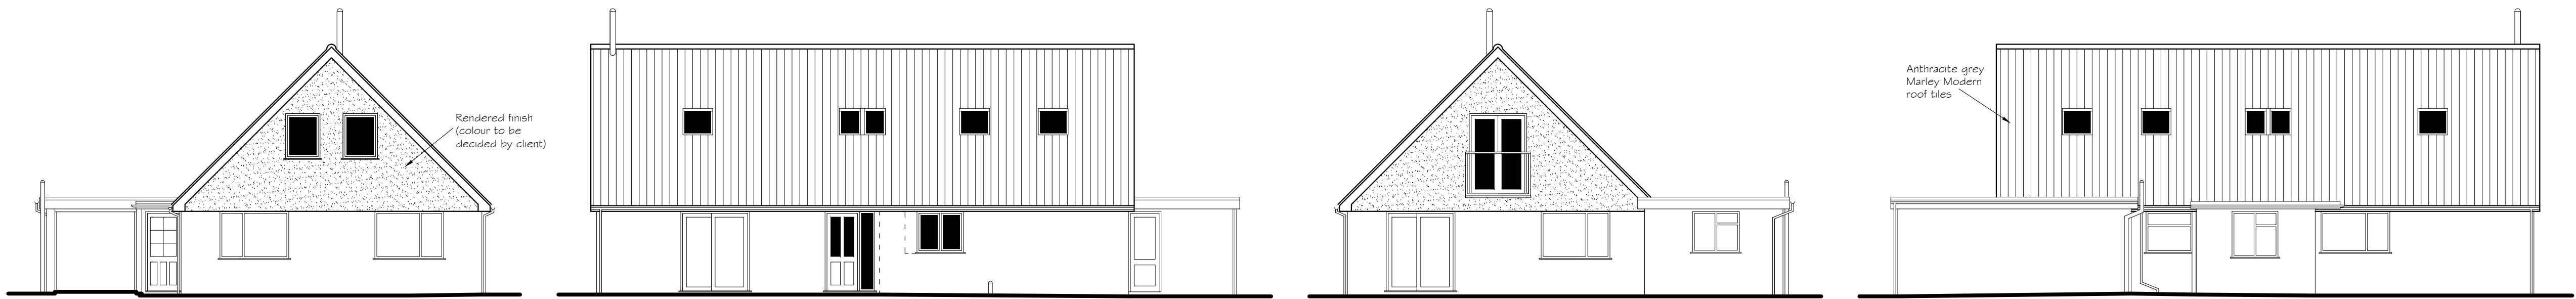 Rendered finish
(colour to be
decided by client)
Anthracite grey
Marley Modern
roof tiles